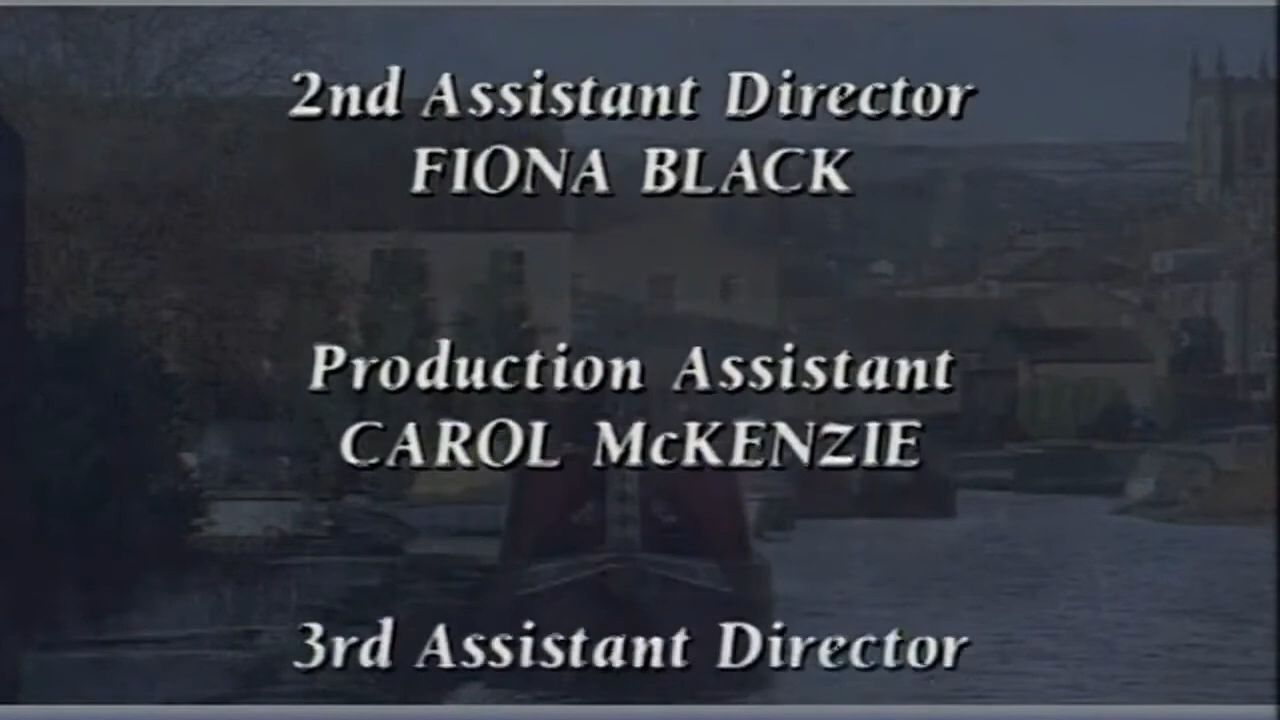 2nd Assistant Director
FIONA BLACK
Production Assistant
CAROL McKENZIE
3rd Assistant Director